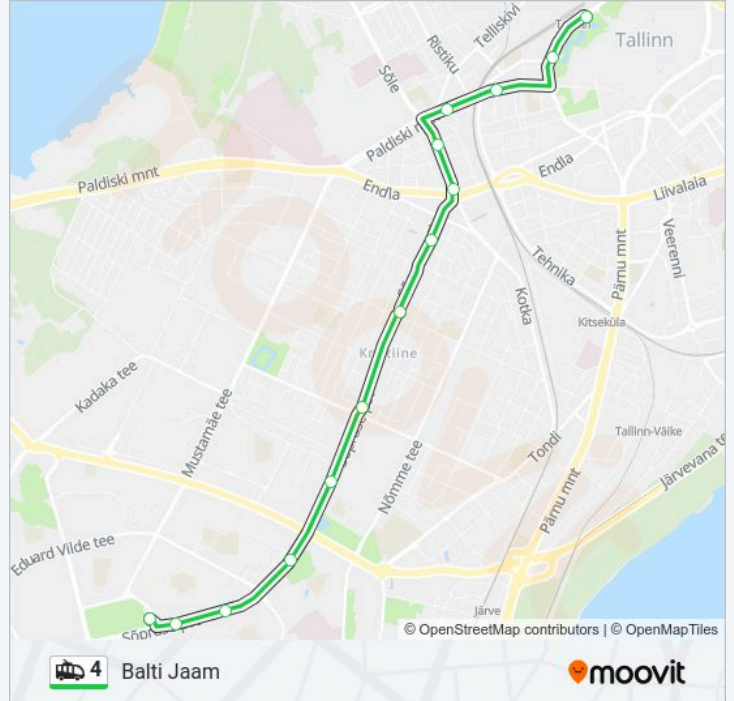 Telliskivi
Tallinn
Ristiku
Sõle
Paldiski
Endla
Paldiski mnt
Endla
Liivalaia
Veerenni
Pärnu mnt
Tehnika
Kotka
Kitseküla
Kadaka tee
Mustamäe tee
Tallinn-Väike
Tondi
Järvevana te
Nõmme tee
Pärnu mnt
Eduard Vilde tee
Järve
© OpenStreetMap contributors | © OpenMapTiles
4 Balti Jaam
moovit